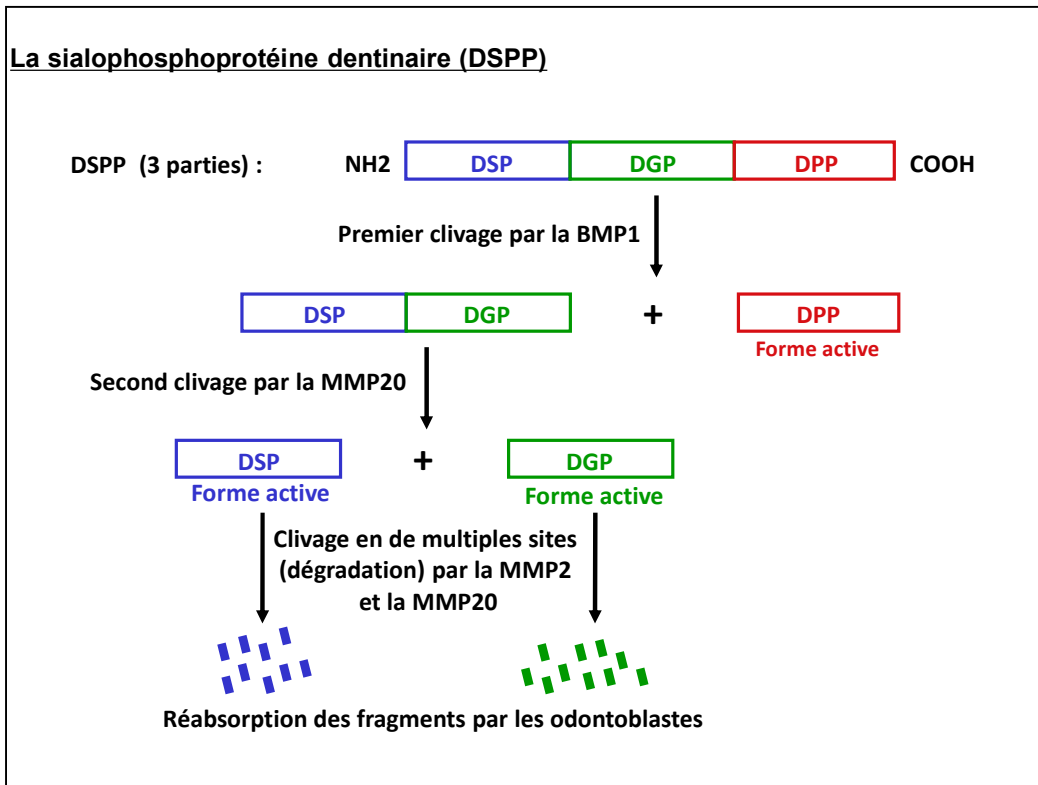 La sialophosphoprotéine dentinaire (DSPP)
DSPP (3 parties) : NH2 DSP DGP DPP COOH
Premier clivage par la BMP1
DSP DGP + DPP
Forme active
Second clivage par la MMP20
DSP + DGP
Forme active Forme active
Clivage en de multiples sites
(dégradation) par la MMP2
et la MMP20
Réabsorption des fragments par les odontoblastes